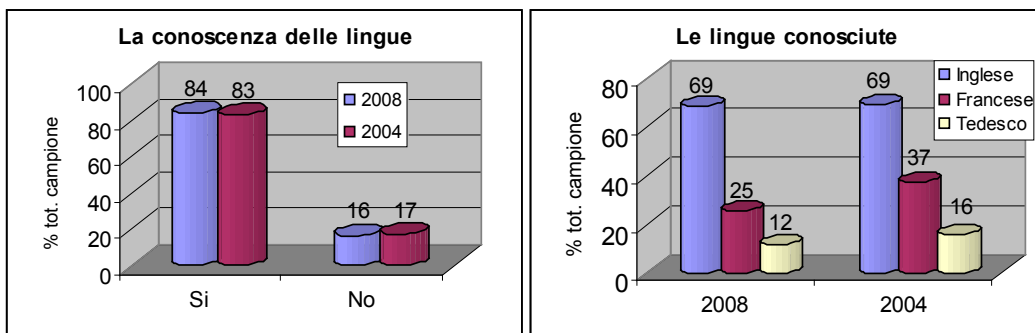 La conoscenza delle lingue
% tot. campione
100
80
60
40
20
0
84
83
16
17
2008
2004
Si
No
Le lingue conosciute
% tot. campione
80
60
40
20
0
69
25
12
69
37
16
Inglese
Francese
Tedesco
2008
2004